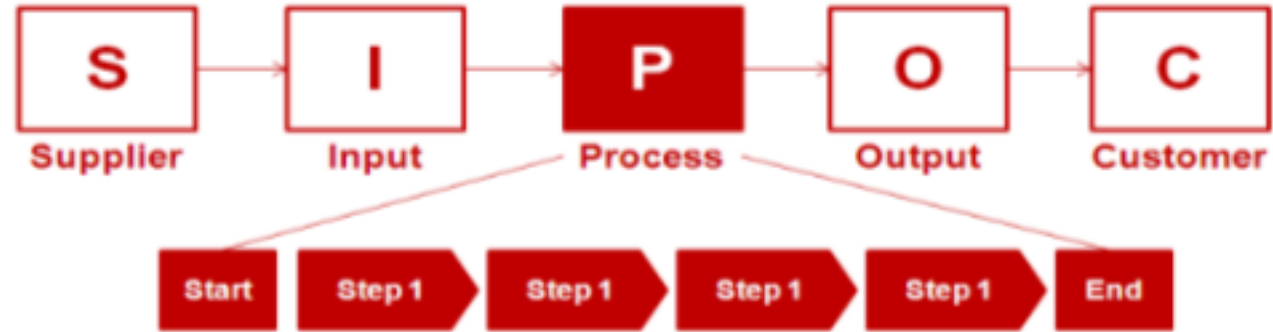 S I P O C
Supplier Input Process Output Customer
Start Step 1 Step 1 Step 1 Step 1 End